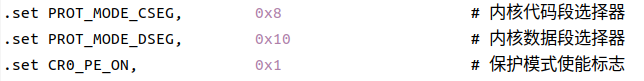 .set PROT_MODE_CSEG, 0x8 # 内核代码段选择器
.set PROT_MODE_DSEG, 0x10 # 内核数据段选择器
.set CR0_PE_ON, 0x1 # 保护模式使能标志